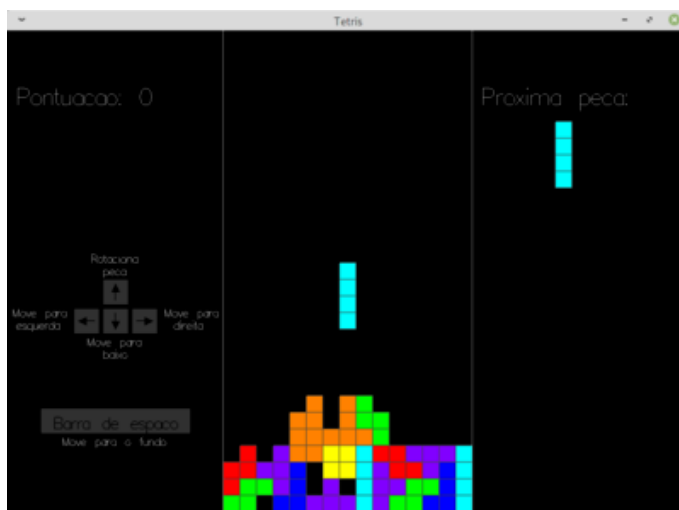 Tetris
Pontuacao: 0
Proxima peca:
Rotaciona
peca
Move para
esquerda
Move para
direita
Move para
baixo
Barra de espaco
Move para o fundo